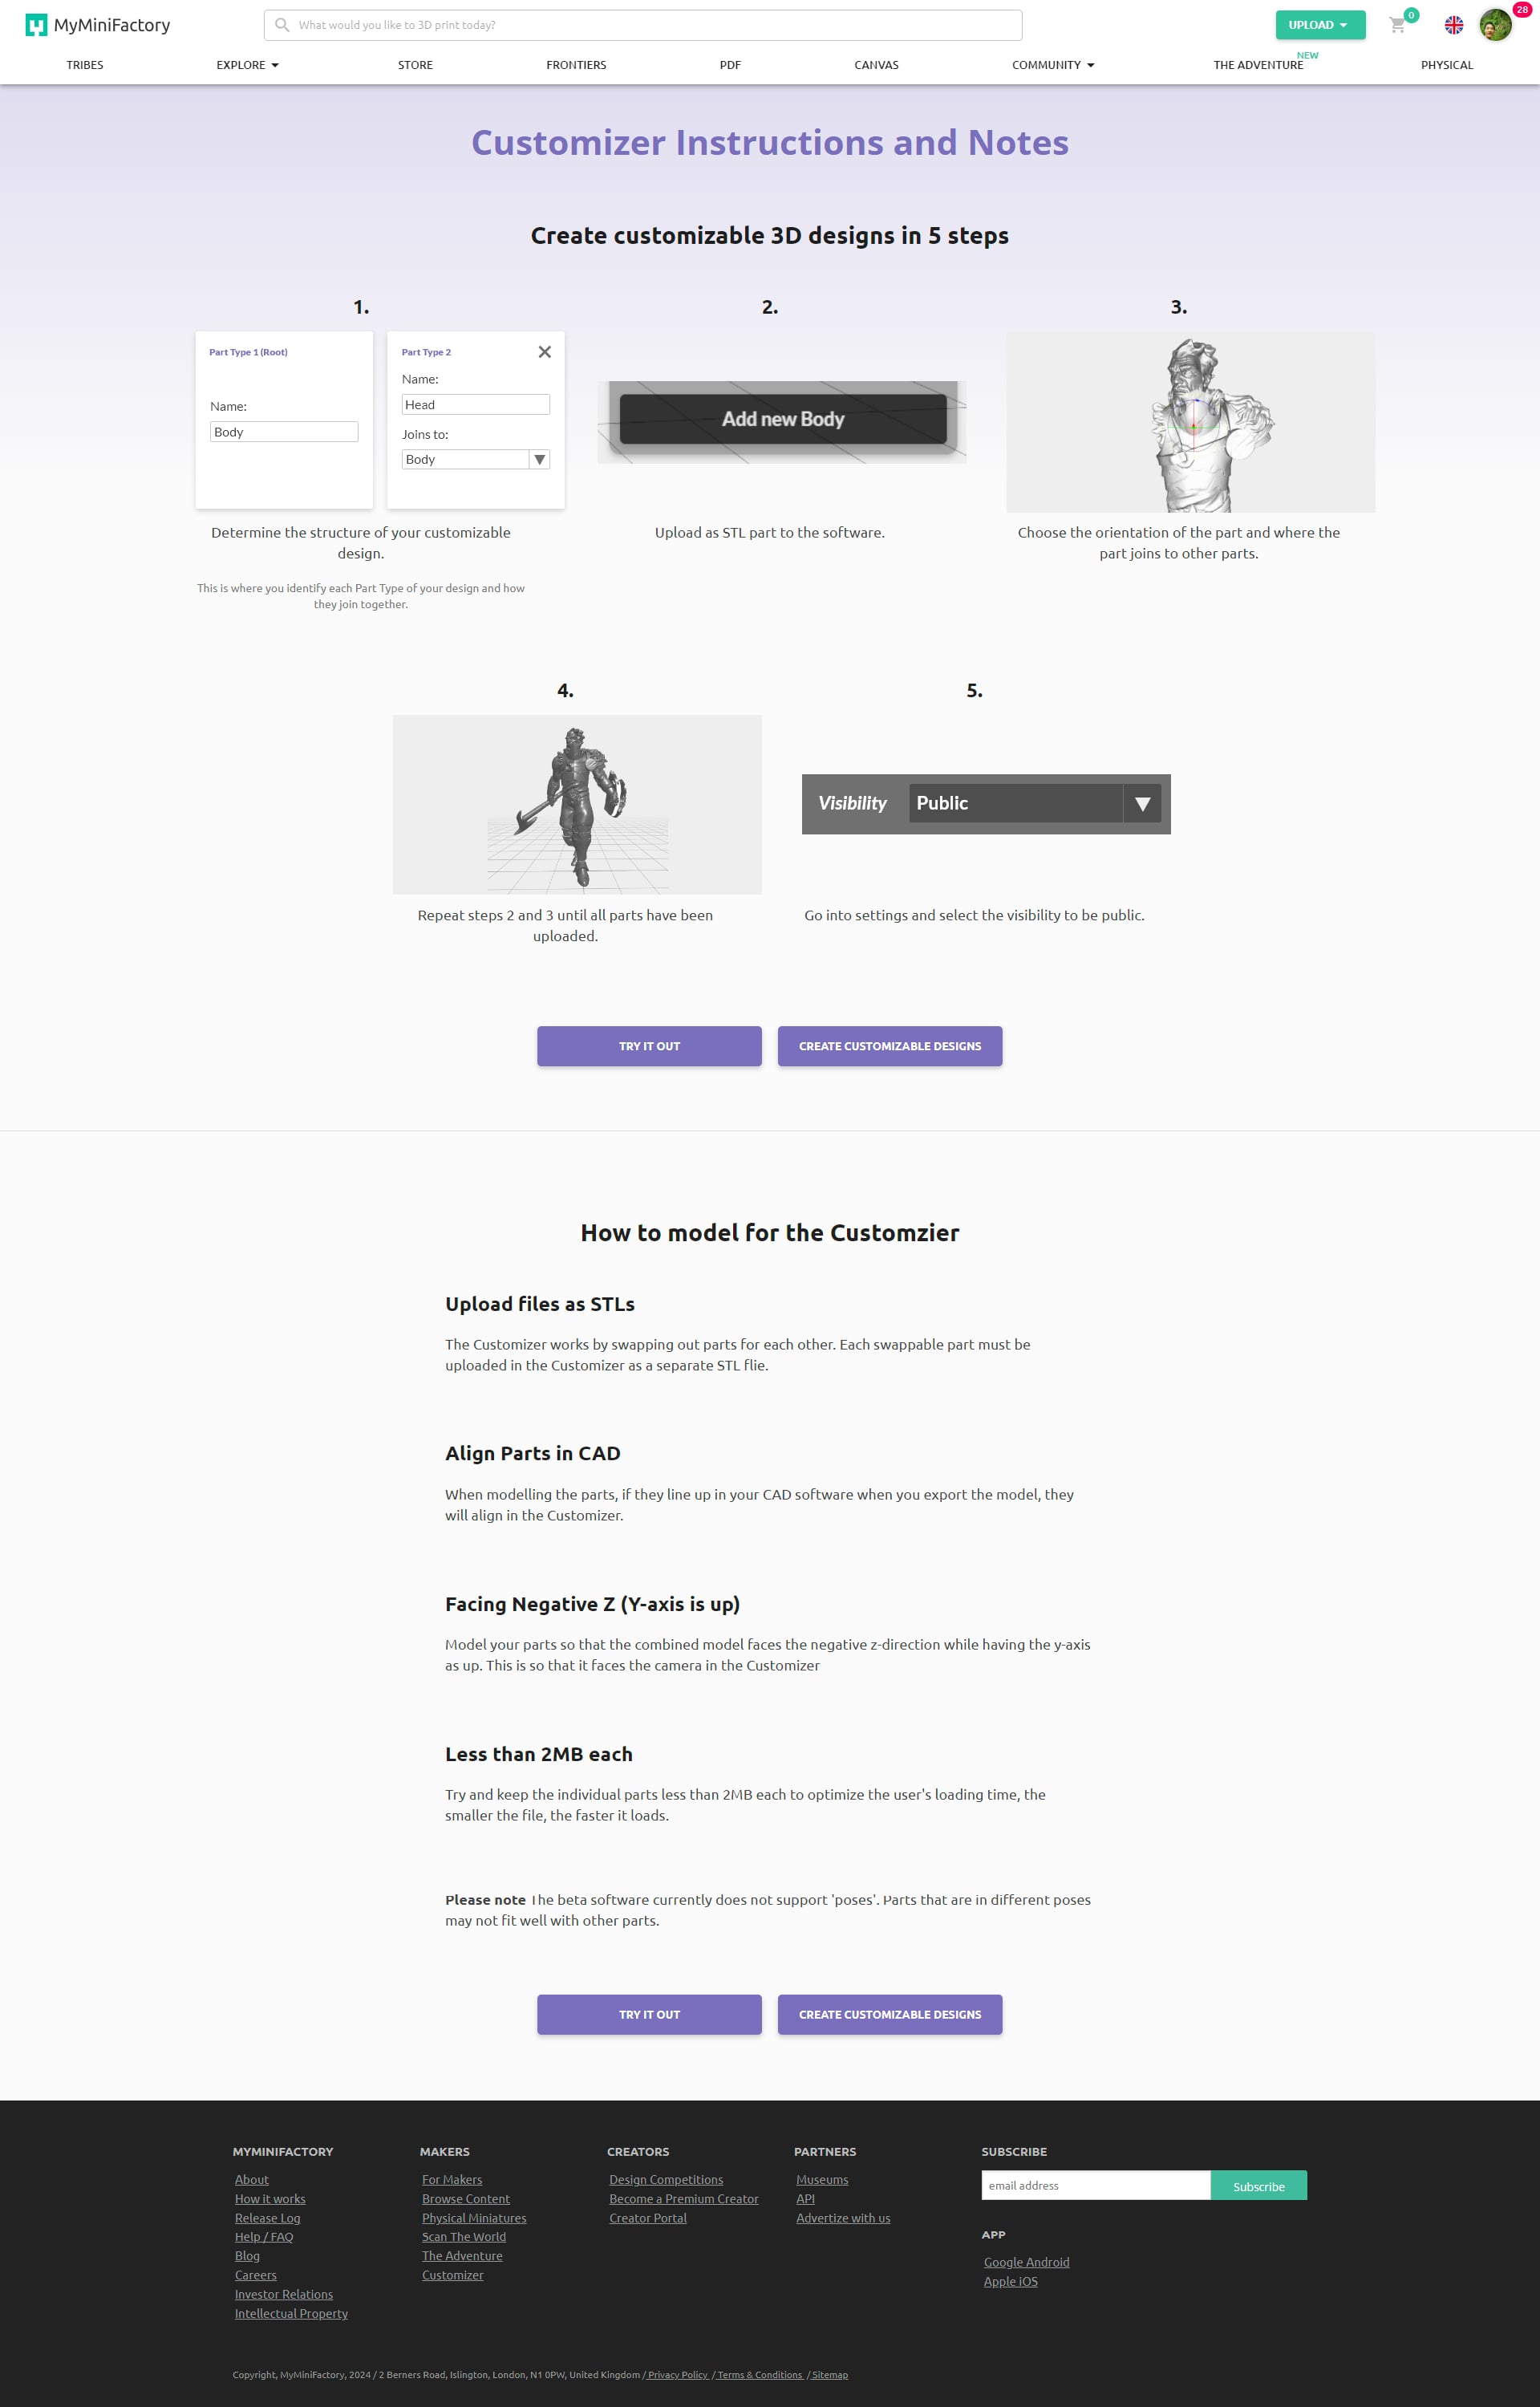 MyMiniFactory
What would you like to 3D print today?
UPLOAD
0
28
TRIBES
EXPLORE
STORE
FRONTIERS
PDF
CANVAS
COMMUNITY
THE ADVENTURE
NEW
PHYSICAL
Customizer Instructions and Notes
Create customizable 3D designs in 5 steps
1.
Part Type 1 (Root)
Name:
Body
Part Type 2
Name:
Head
Joins to:
Body
Determine the structure of your customizable
design.
This is where you identify each Part Type of your design and how
they join together.
2.
Add new Body
Upload as STL part to the software.
3.
Choose the orientation of the part and where the
part joins to other parts.
4.
Repeat steps 2 and 3 until all parts have been
uploaded.
5.
Visibility
Public
Go into settings and select the visibility to be public.
TRY IT OUT
CREATE CUSTOMIZABLE DESIGNS
How to model for the Customzier
Upload files as STLs
The Customizer works by swapping out parts for each other. Each swappable part must be
uploaded in the Customizer as a separate STL flie.
Align Parts in CAD
When modelling the parts, if they line up in your CAD software when you export the model, they
will align in the Customizer.
Facing Negative Z (Y-axis is up)
Model your parts so that the combined model faces the negative z-direction while having the y-axis
as up. This is so that it faces the camera in the Customizer
Less than 2MB each
Try and keep the individual parts less than 2MB each to optimize the user's loading time, the
smaller the file, the faster it loads.
Please note The beta software currently does not support 'poses'. Parts that are in different poses
may not fit well with other parts.
TRY IT OUT
CREATE CUSTOMIZABLE DESIGNS
MYMINIFACTORY
About
How it works
Release Log
Help / FAQ
Blog
Careers
Investor Relations
Intellectual Property
MAKERS
For Makers
Browse Content
Physical Miniatures
Scan The World
The Adventure
Customizer
CREATORS
Design Competitions
Become a Premium Creator
Creator Portal
PARTNERS
Museums
API
Advertize with us
SUBSCRIBE
email address
Subscribe
APP
Google Android
Apple iOS
Copyright, MyMiniFactory, 2024 / 2 Berners Road, Islington, London, N1 0PW, United Kingdom / Privacy Policy / Terms & Conditions / Sitemap